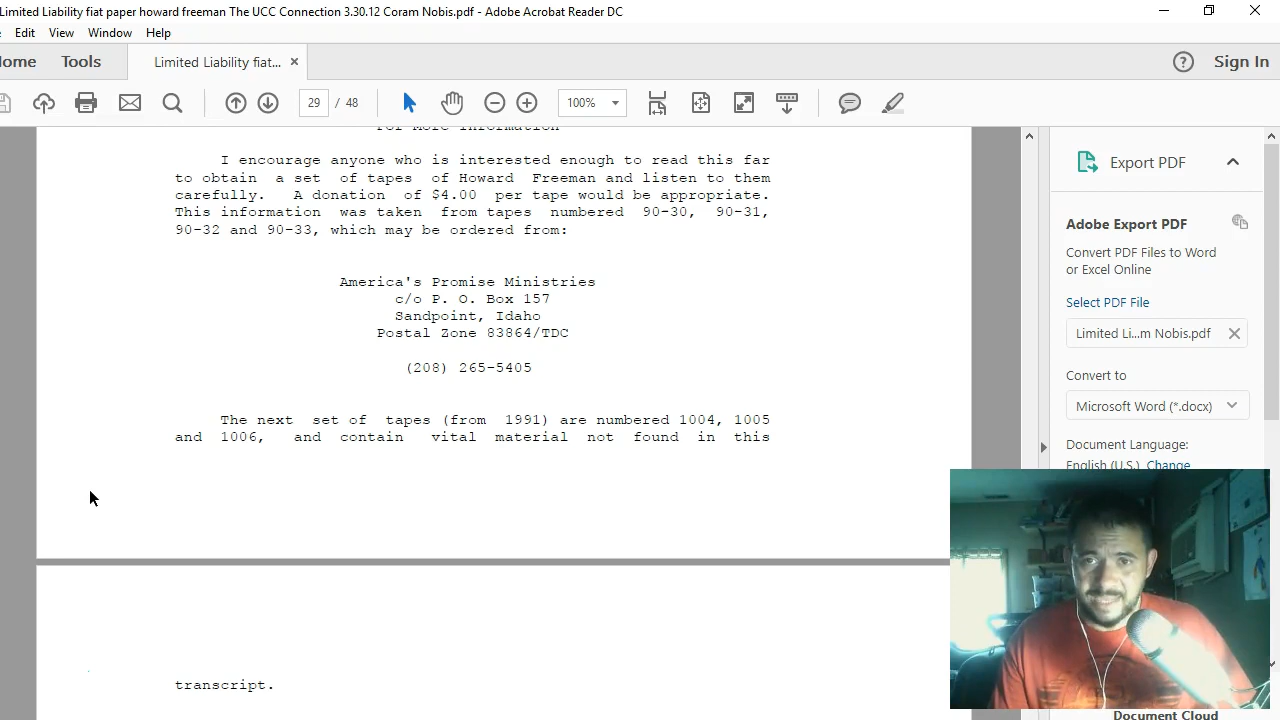 Limited Liability fiat paper howard freeman The UCC Connection 3.30.12 Coram Nobis.pdf - Adobe Acrobat Reader DC
Edit View Window Help
ome Tools Limited Liability fiat... × Sign In
29 / 48 100%
For More Information
I encourage anyone who is interested enough to read this far
to obtain a set of tapes of Howard Freeman and listen to them
carefully. A donation of $4.00 per tape would be appropriate.
This information was taken from tapes numbered 90-30, 90-31,
90-32 and 90-33, which may be ordered from:
America's Promise Ministries
c/o P. O. Box 157
Sandpoint, Idaho
Postal Zone 83864/TDC
(208) 265-5405
The next set of tapes (from 1991) are numbered 1004, 1005
and 1006, and contain vital material not found in this
transcript.
Export PDF
Adobe Export PDF
Convert PDF Files to Word
or Excel Online
Select PDF File
Limited Li...m Nobis.pdf
Convert to
Microsoft Word (*.docx)
Document Language:
English (U.S.) Change
Document Cloud